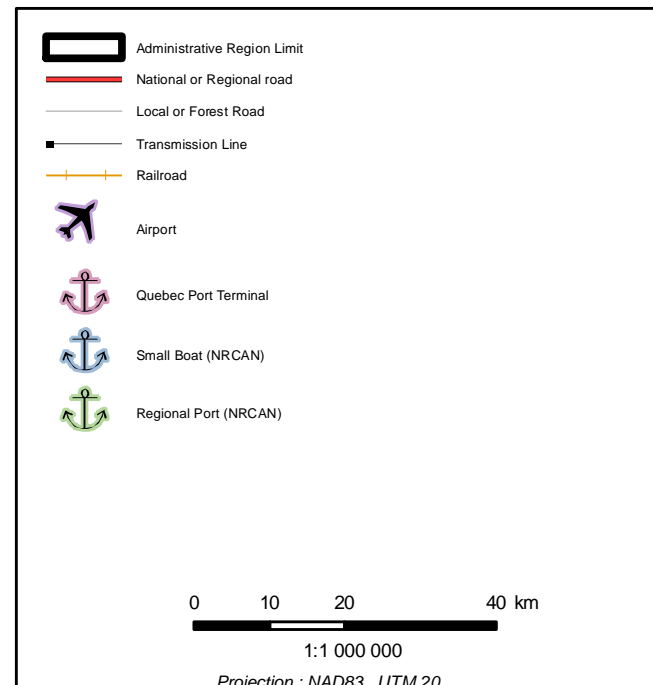 Administrative Region Limit
National or Regional road
Local or Forest Road
Transmission Line
Railroad
Airport
Quebec Port Terminal
Small Boat (NRCAN)
Regional Port (NRCAN)
0 10 20 40 km
1:1 000 000
Projection : NAD83, UTM 20